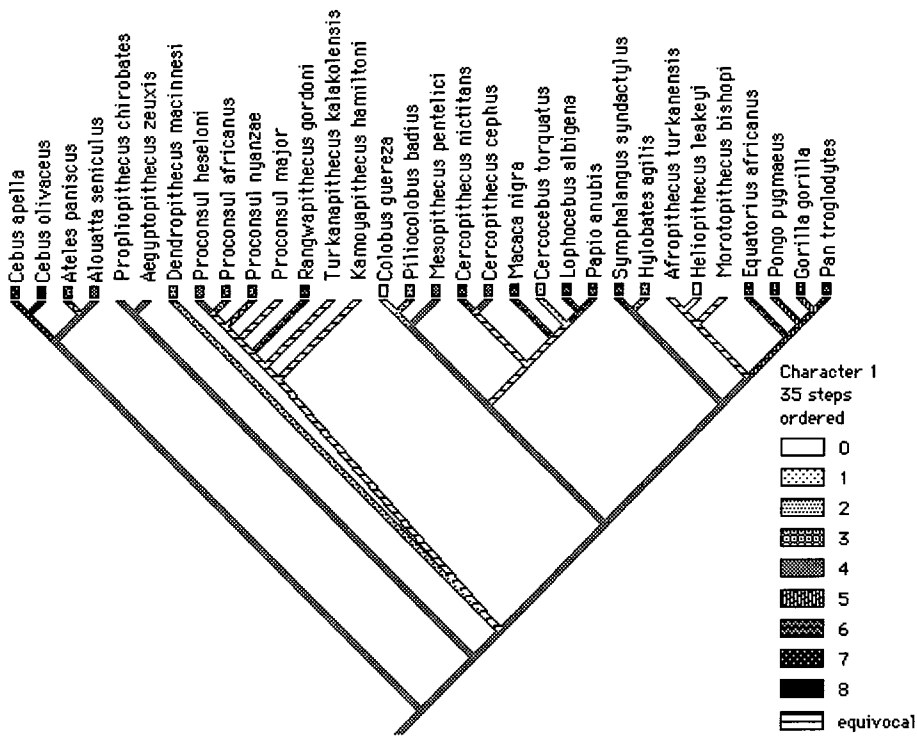 Cebus apella
Cebus olivaceus
Ateles paniscus
Alouatta seniculus
Propliopithecus chirobates
Aegyptopithecus zeuxis
Dendropithecus macinnesi
Proconsul heseloni
Proconsul africanus
Proconsul nyanzae
Proconsul major
Rangwapithecus gordoni
Turkanapithecus kalakolensis
Kamoyapithecus hamiltoni
Colobus guereza
Piliocolobus badius
Mesopithecus pentelici
Cercopithecus nictitans
Cercopithecus cephus
Macaca nigra
Cercocebus torquatus
Lophocebus albigena
Papio anubis
Symphalangus syndactylus
Hylobates agilis
Afropithecus turkanensis
Heliopithecus leakeyi
Morotopithecus bishopi
Equatorius africanus
Pongo pygmaeus
Gorilla gorilla
Pan troglodytes
Character 1
35 steps
ordered
0
1
2
3
4
5
6
7
8
equivocal